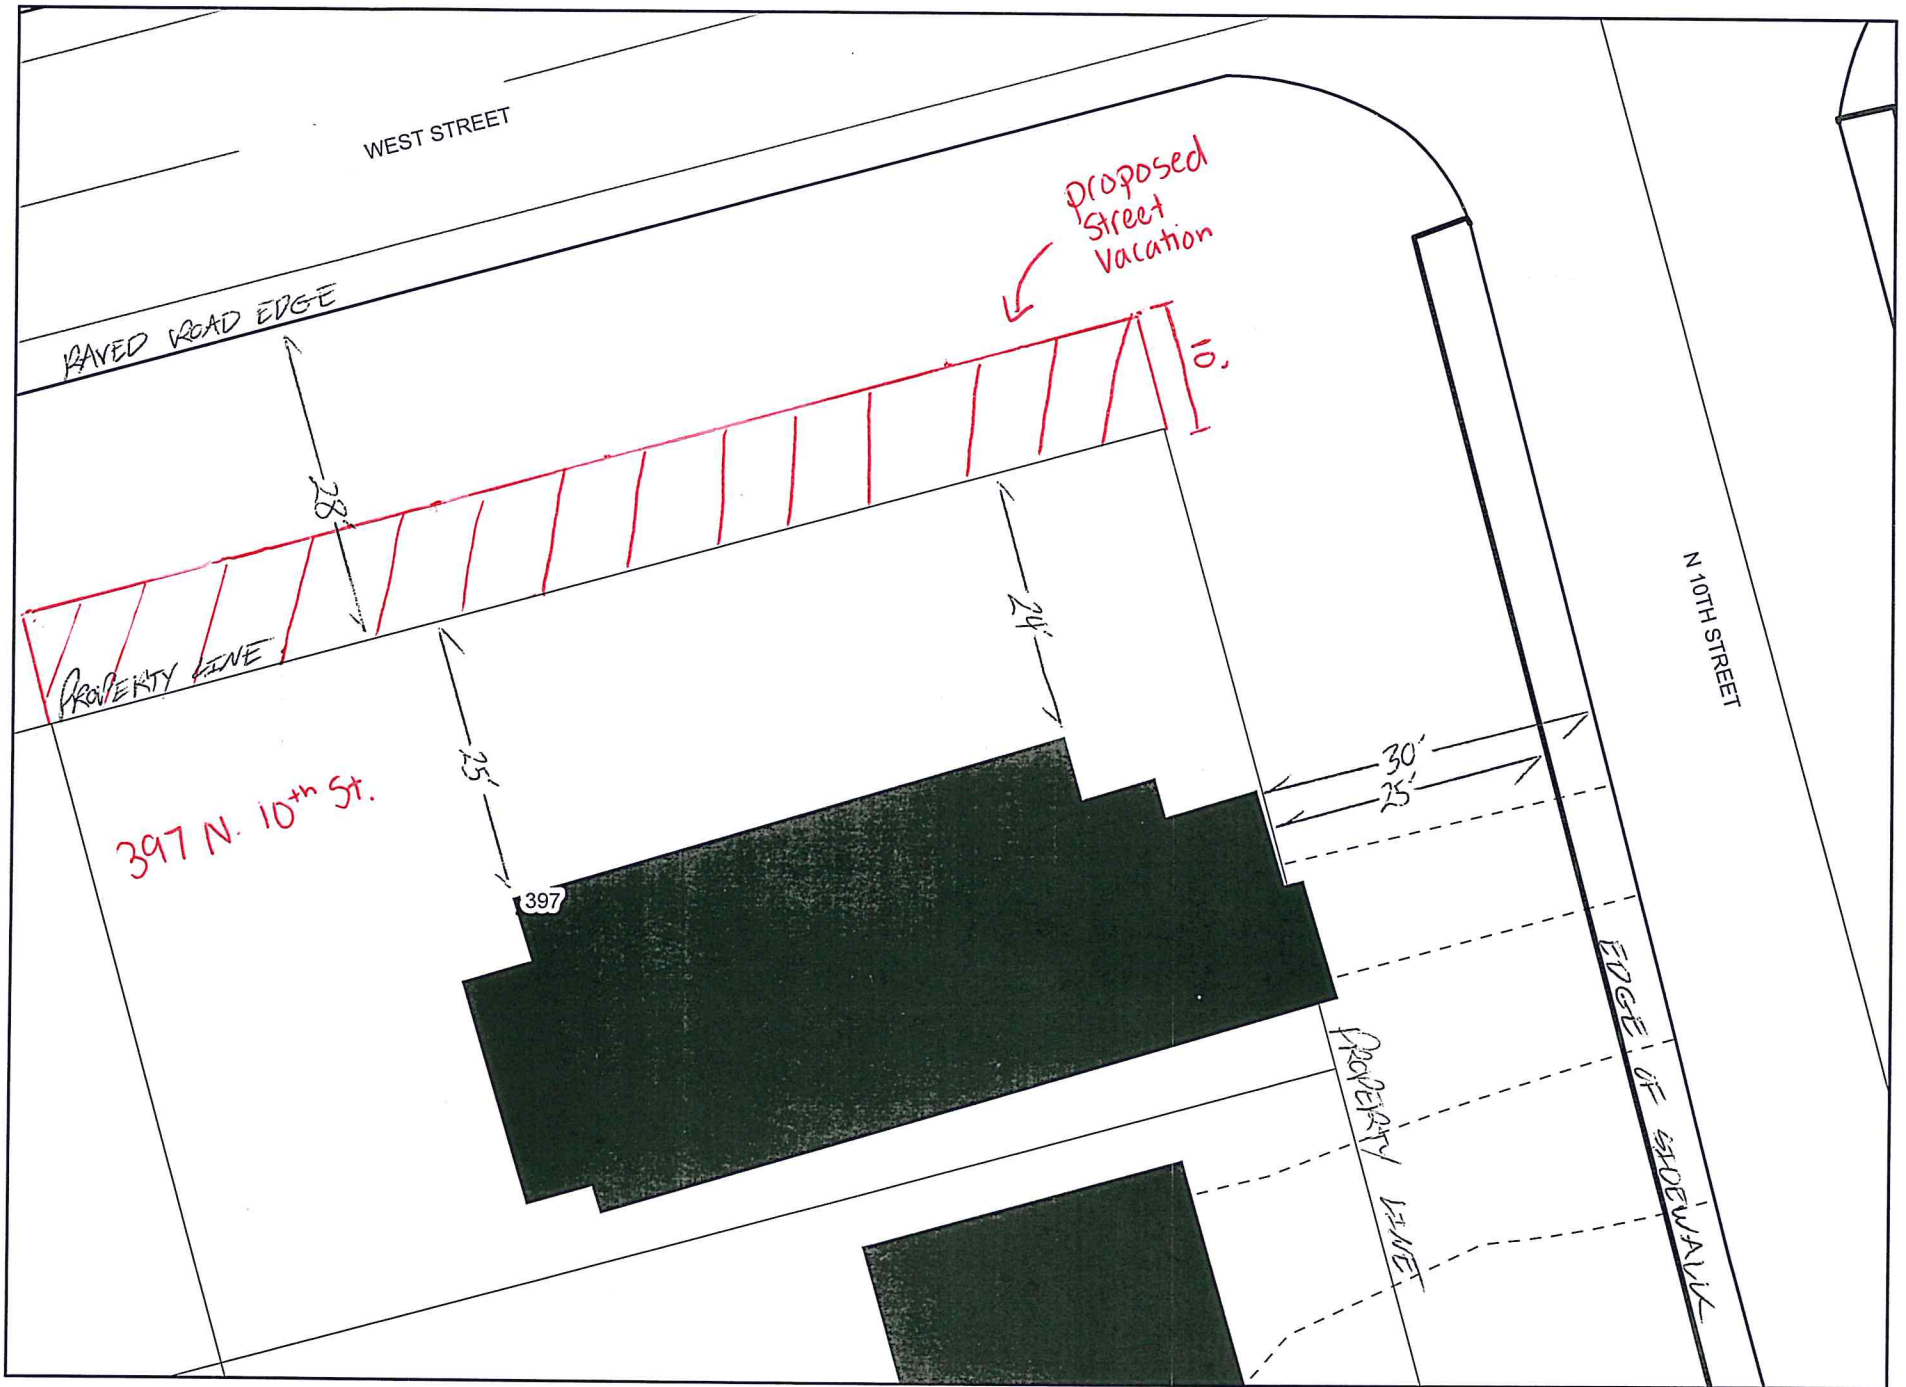 WEST STREET
proposed
Street
Vacation
PAVED ROAD EDGE
10'
28'
PROPERTY LINE
24'
25'
N 10TH STREET
397 N. 10th St.
30'
25'
397
EDGE OF SIDEWALK
PROPERTY LINE